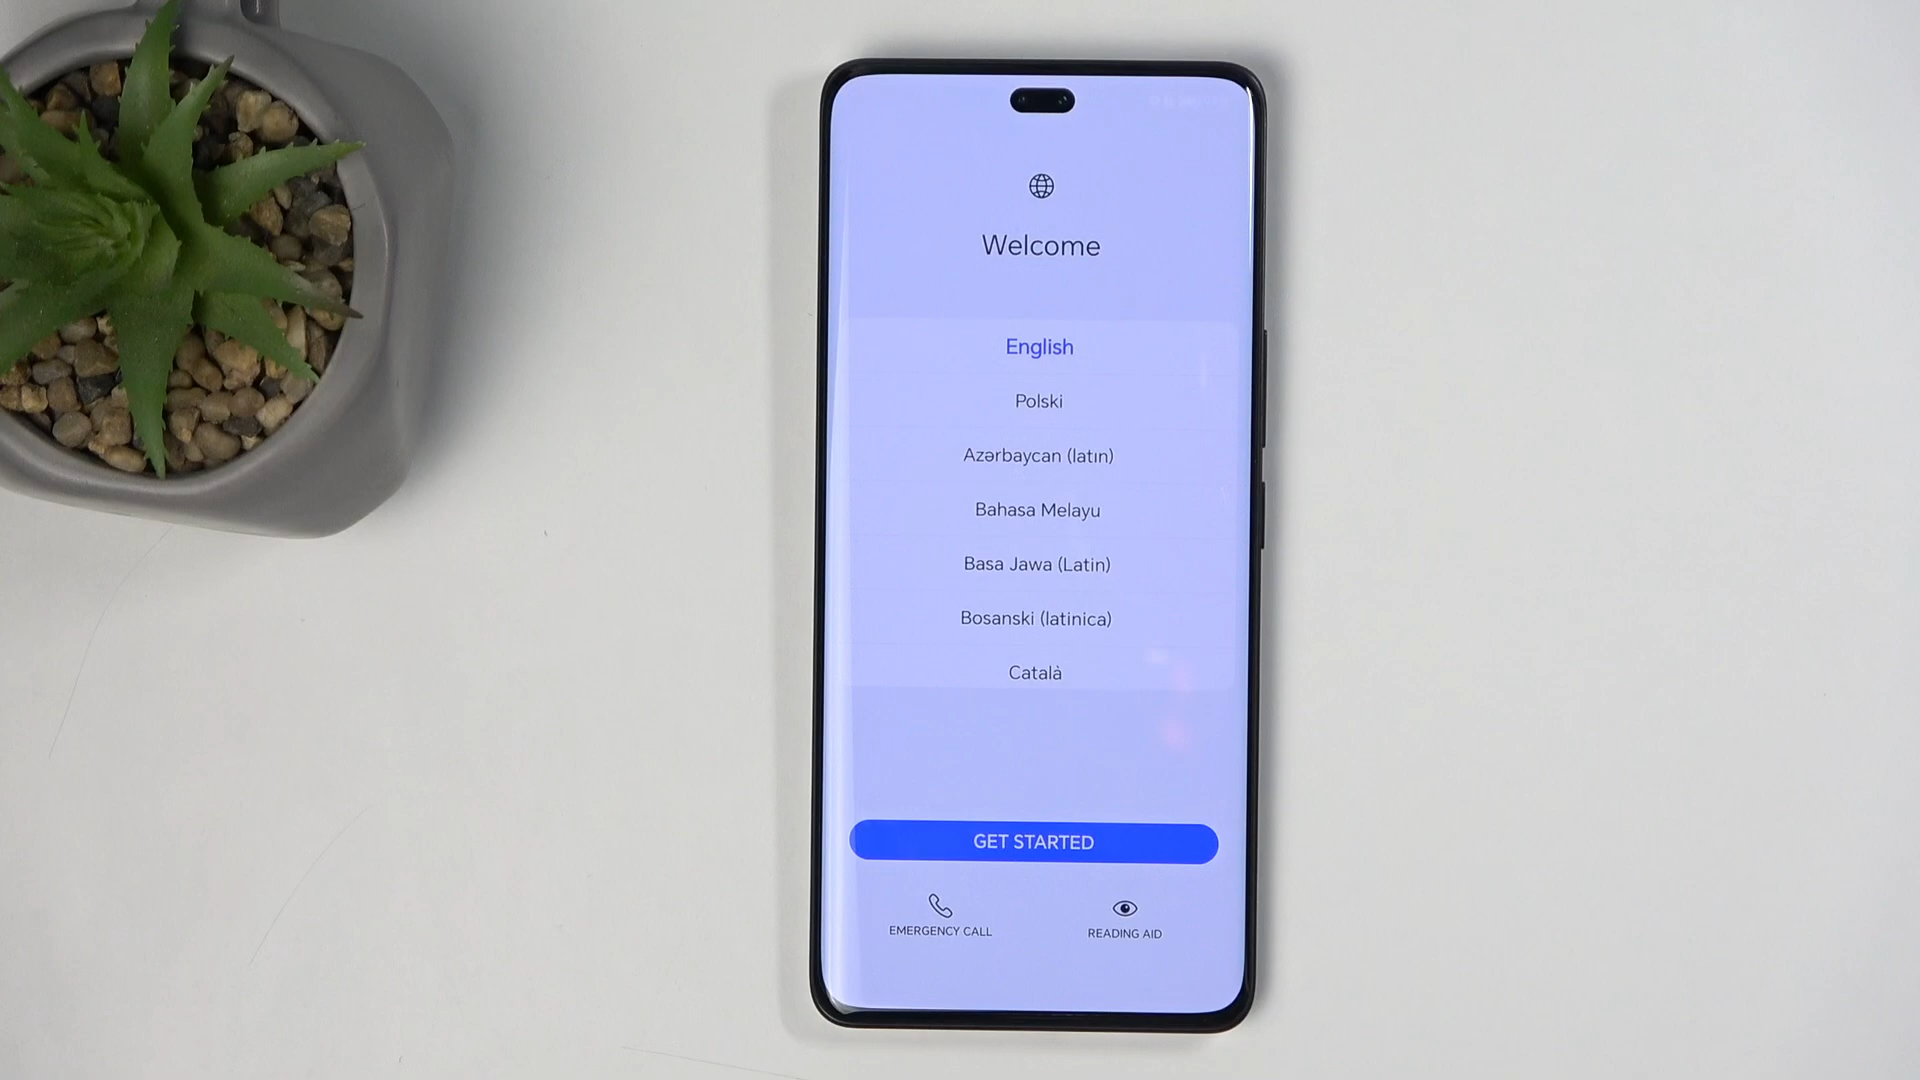 Welcome
English
Polski
Azərbaycan (latın)
Bahasa Melayu
Basa Jawa (Latin)
Bosanski (latinica)
Català
GET STARTED
EMERGENCY CALL
READING AID